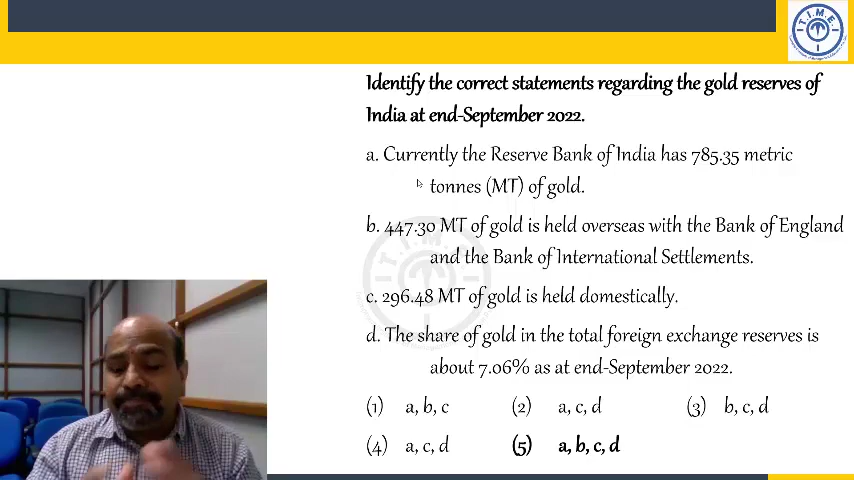 T.I.M.E.
Identify the correct statements regarding the gold reserves of
India at end-September 2022.
a. Currently the Reserve Bank of India has 785.35 metric
tonnes (MT) of gold.
b. 447.30 MT of gold is held overseas with the Bank of England
and the Bank of International Settlements.
c. 296.48 MT of gold is held domestically.
d. The share of gold in the total foreign exchange reserves is
about 7.06% as at end-September 2022.
(1) a, b, c (2) a, c, d (3) b, c, d
(4) a, c, d (5) a, b, c, d